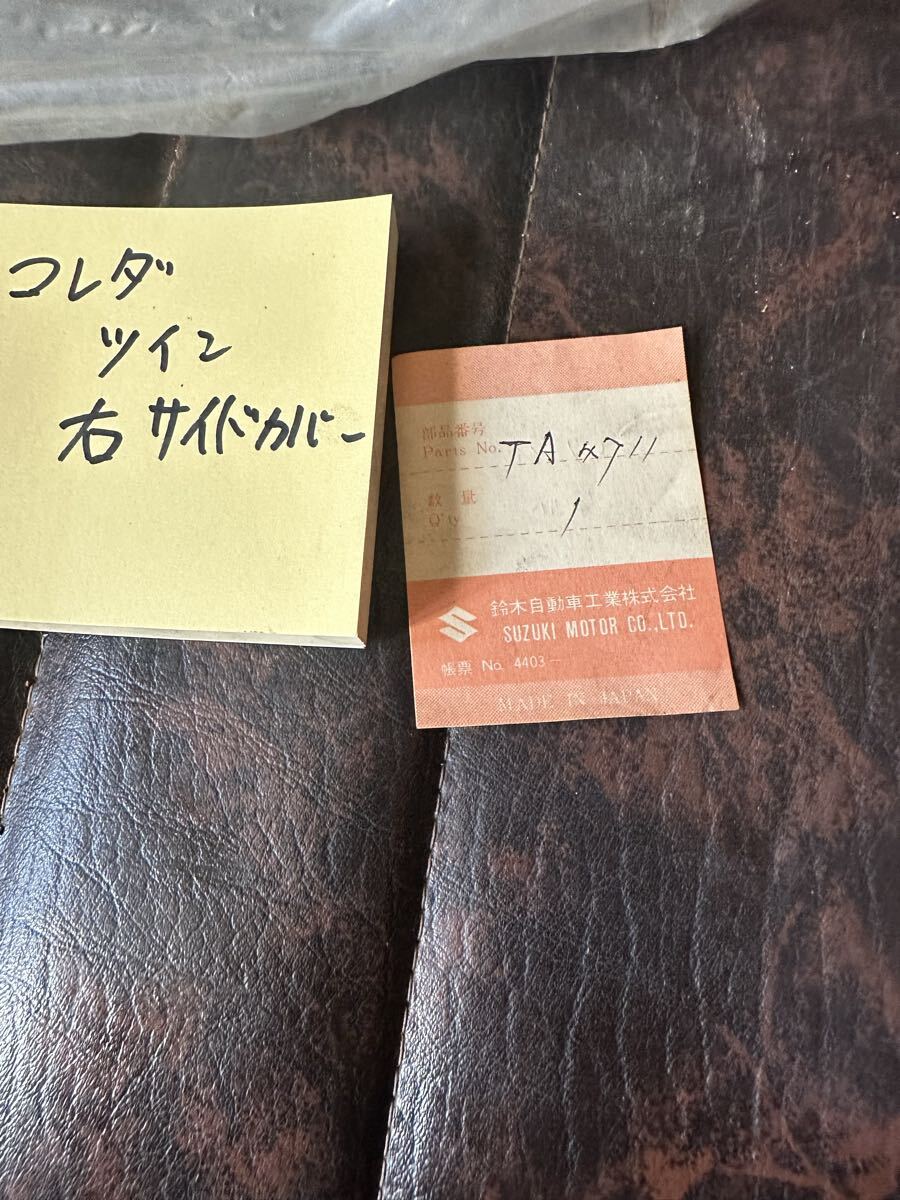 コレダ
ツイン
右サイドカバー
部品番号
Parts No. TA 4711
数量
Q'ty 1
鈴木自動車工業株式会社
SUZUKI MOTOR CO.,LTD.
帳票 No. 4403－
MADE IN JAPAN